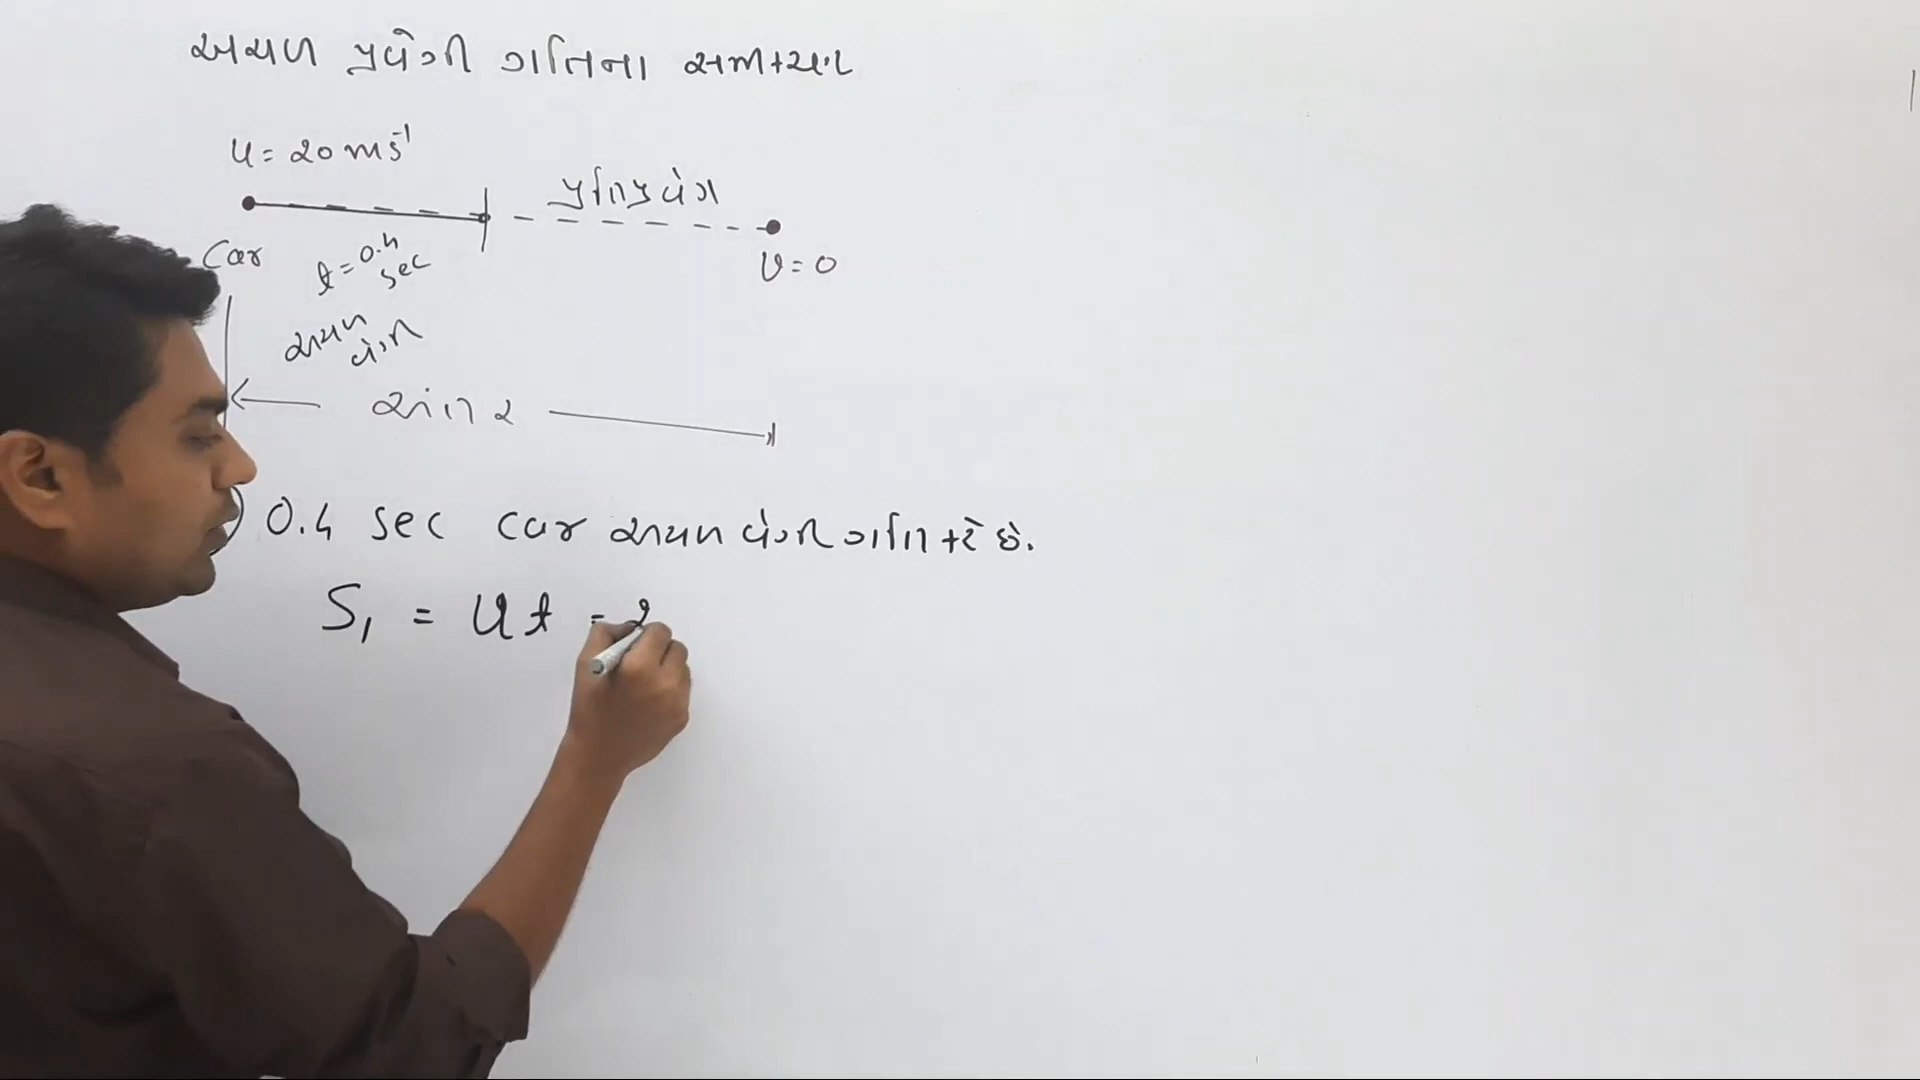 અચળ પ્રવેગી ગતિના સમીકરણ
u = 20 ms⁻¹
પ્રતિપ્રવેગ
Car
t = 0.4 sec
v = 0
અચળ વેગ
અંતર
) 0.4 sec car અચળ વેગી ગતિ કરે છે.
S₁ = ut = 2